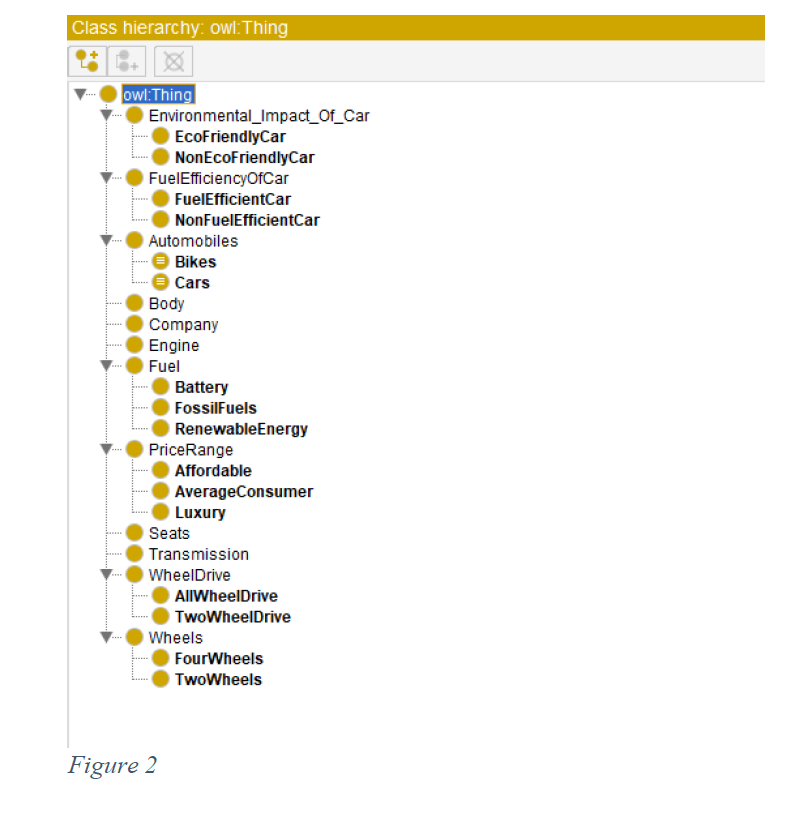 Class hierarchy: owl:Thing
owl:Thing
Environmental_Impact_Of_Car
EcoFriendlyCar
NonEcoFriendlyCar
FuelEfficiencyOfCar
FuelEfficientCar
NonFuelEfficientCar
Automobiles
Bikes
Cars
Body
Company
Engine
Fuel
Battery
FossilFuels
RenewableEnergy
PriceRange
Affordable
AverageConsumer
Luxury
Seats
Transmission
WheelDrive
AllWheelDrive
TwoWheelDrive
Wheels
FourWheels
TwoWheels
Figure 2